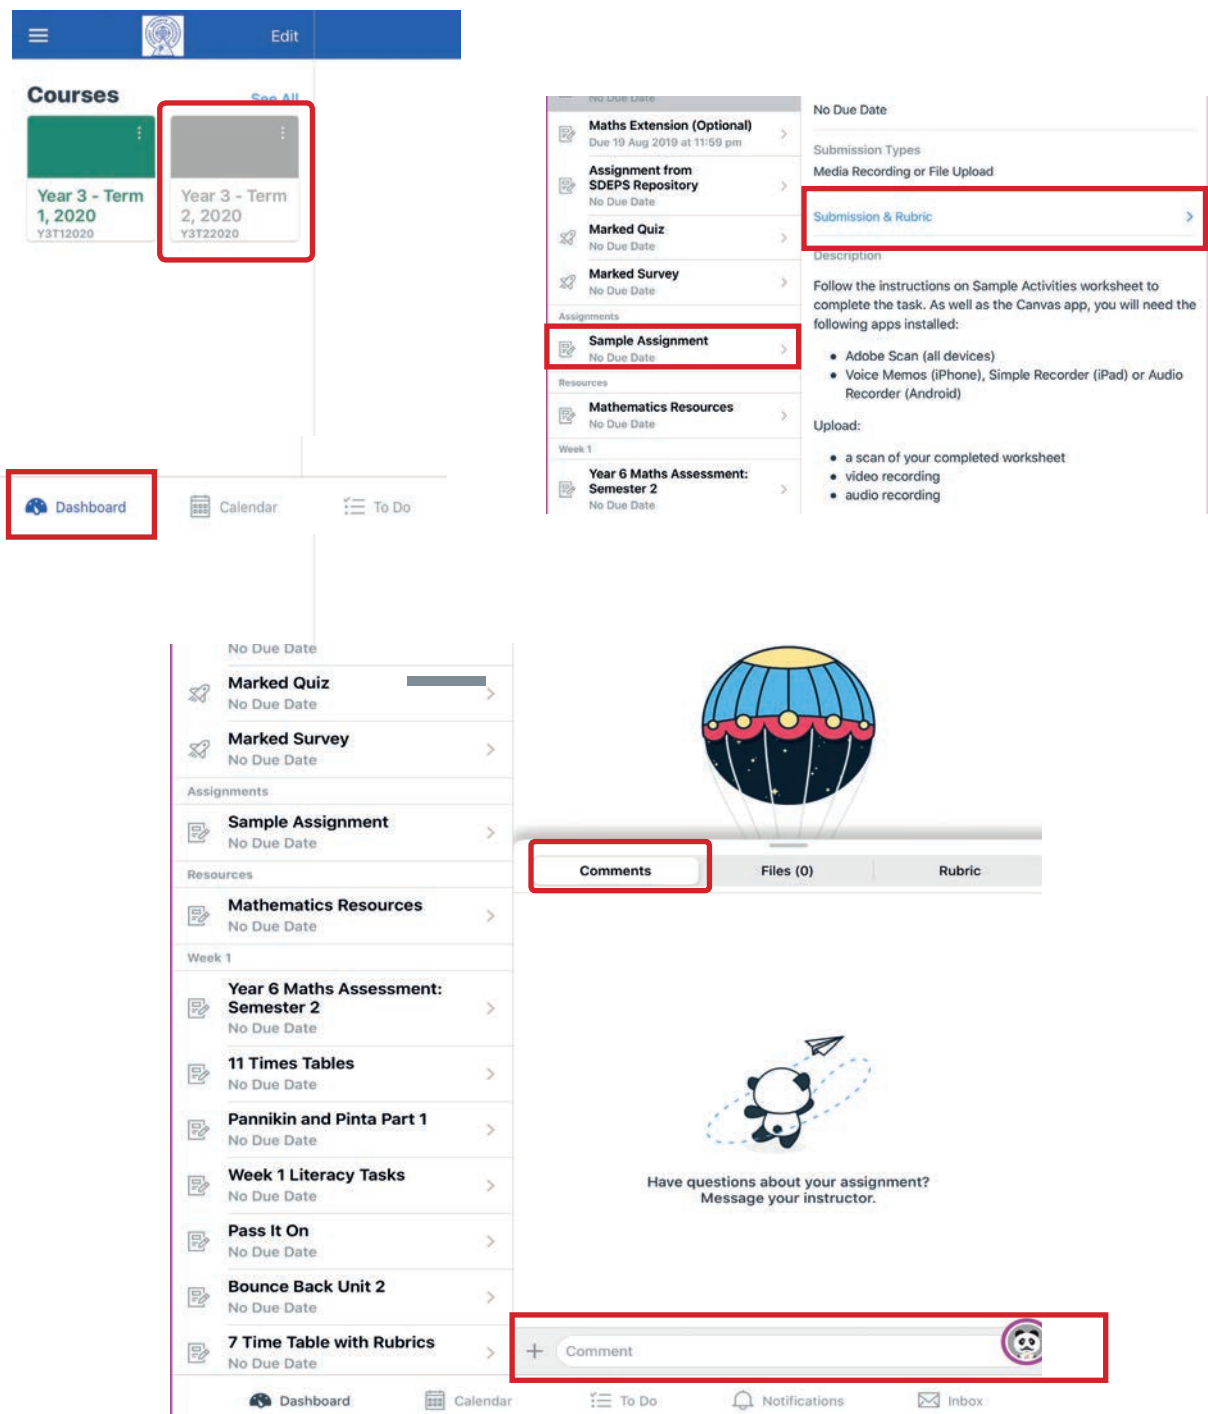 Edit
Courses
See All
Year 3 - Term
1, 2020
Y3T12020
Year 3 - Term
2, 2020
Y3T22020
Dashboard
Calendar
To Do
No Due Date
Maths Extension (Optional)
Due 19 Aug 2019 at 11:59 pm
Assignment from
SDEPS Repository
No Due Date
Marked Quiz
No Due Date
Marked Survey
No Due Date
Assignments
Sample Assignment
No Due Date
Resources
Mathematics Resources
No Due Date
Week 1
Year 6 Maths Assessment:
Semester 2
No Due Date
No Due Date
Submission Types
Media Recording or File Upload
Submission & Rubric
Description
Follow the instructions on Sample Activities worksheet to
complete the task. As well as the Canvas app, you will need the
following apps installed:
• Adobe Scan (all devices)
• Voice Memos (iPhone), Simple Recorder (iPad) or Audio
Recorder (Android)
Upload:
• a scan of your completed worksheet
• video recording
• audio recording
No Due Date
Marked Quiz
No Due Date
Marked Survey
No Due Date
Assignments
Sample Assignment
No Due Date
Resources
Mathematics Resources
No Due Date
Week 1
Year 6 Maths Assessment:
Semester 2
No Due Date
11 Times Tables
No Due Date
Pannikin and Pinta Part 1
No Due Date
Week 1 Literacy Tasks
No Due Date
Pass It On
No Due Date
Bounce Back Unit 2
No Due Date
7 Time Table with Rubrics
No Due Date
Comments
Files (0)
Rubric
Have questions about your assignment?
Message your instructor.
Comment
Dashboard
Calendar
To Do
Notifications
Inbox